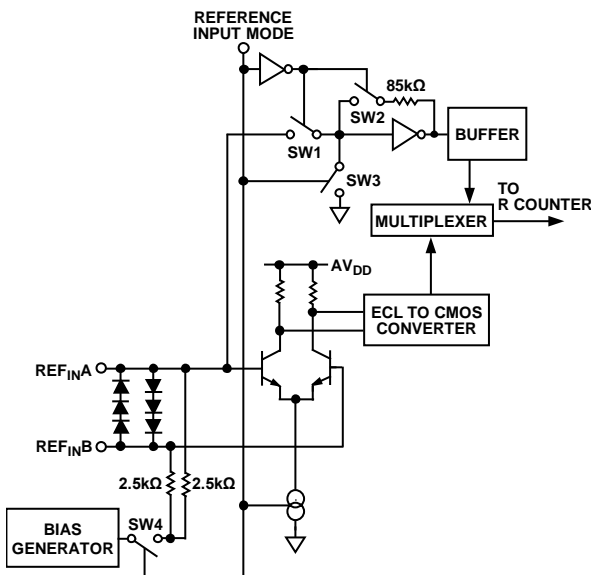 REFERENCE
INPUT MODE
85kΩ
SW2
BUFFER
SW1
SW3
TO
R COUNTER
MULTIPLEXER
AVDD
ECL TO CMOS
CONVERTER
REFINA
REFINB
2.5kΩ
2.5kΩ
BIAS
GENERATOR
SW4